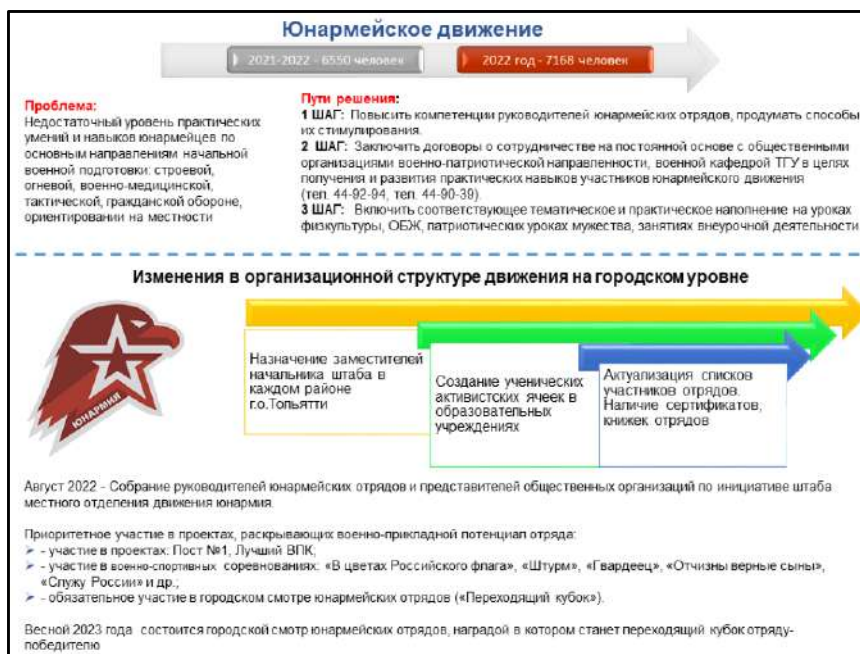 Юнармейское движение
2021-2022 - 6550 человек
2022 год - 7168 человек
Проблема:
Недостаточный уровень практических
умений и навыков юнармейцев по
основным направлениям начальной
военной подготовки: строевой,
огневой, военно-медицинской,
тактической, гражданской обороне,
ориентировании на местности
Пути решения:
1 ШАГ: Повысить компетенции руководителей юнармейских отрядов, продумать способы
их стимулирования.
2 ШАГ: Заключить договоры о сотрудничестве на постоянной основе с общественными
организациями военно-патриотической направленности, военной кафедрой ТГУ в целях
получения и развития практических навыков участников юнармейского движения
(тел. 44-92-94, тел. 44-90-39).
3 ШАГ: Включить соответствующее тематическое и практическое наполнение на уроках
физкультуры, ОБЖ, патриотических уроках мужества, занятиях внеурочной деятельности
Изменения в организационной структуре движения на городском уровне
ЮНАРМИЯ
Назначение заместителей
начальника штаба в
каждом районе
г.о.Тольятти
Создание ученических
активистских ячеек в
образовательных
учреждениях
Актуализация списков
участников отрядов.
Наличие сертификатов,
книжек отрядов
Август 2022 - Собрание руководителей юнармейских отрядов и представителей общественных организаций по инициативе штаба
местного отделения движения юнармия.
Приоритетное участие в проектах, раскрывающих военно-прикладной потенциал отряда:
➢ - участие в проектах: Пост №1, Лучший ВПК;
➢ - участие в военно-спортивных соревнованиях: «В цветах Российского флага», «Штурм», «Гвардеец», «Отчизны верные сыны»,
«Служу России» и др.;
➢ - обязательное участие в городском смотре юнармейских отрядов («Переходящий кубок»).
Весной 2023 года состоится городской смотр юнармейских отрядов, наградой в котором станет переходящий кубок отряду-
победителю